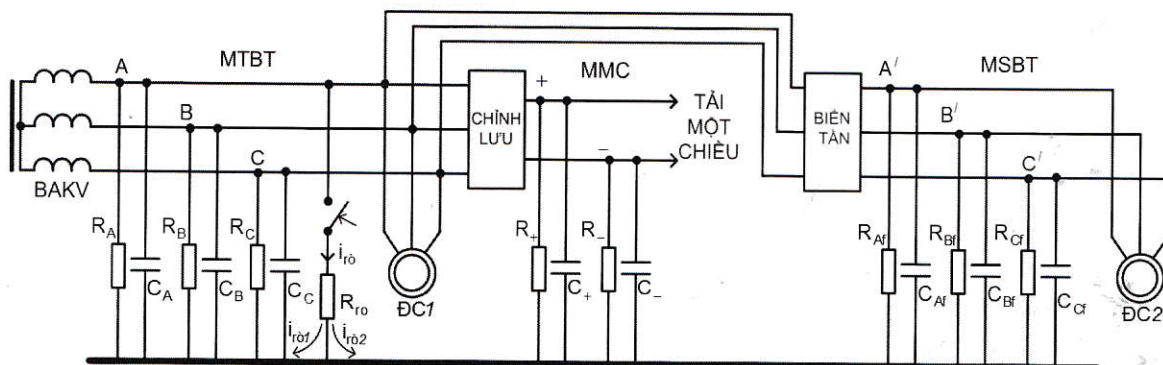 A
MTBT
B
C
BAKV
CHỈNH
LƯU
MMC
+
−
TẢI
MỘT
CHIỀU
BIẾN
TẦN
MSBT
A′
B′
C′
R_A
C_A
R_B
C_B
R_C
C_C
i_rò
R_ro
i_rò1
i_rò2
ĐC1
R_+
C_+
R_−
C_−
R_Af
C_Af
R_Bf
C_Bf
R_Cf
C_Cf
ĐC2